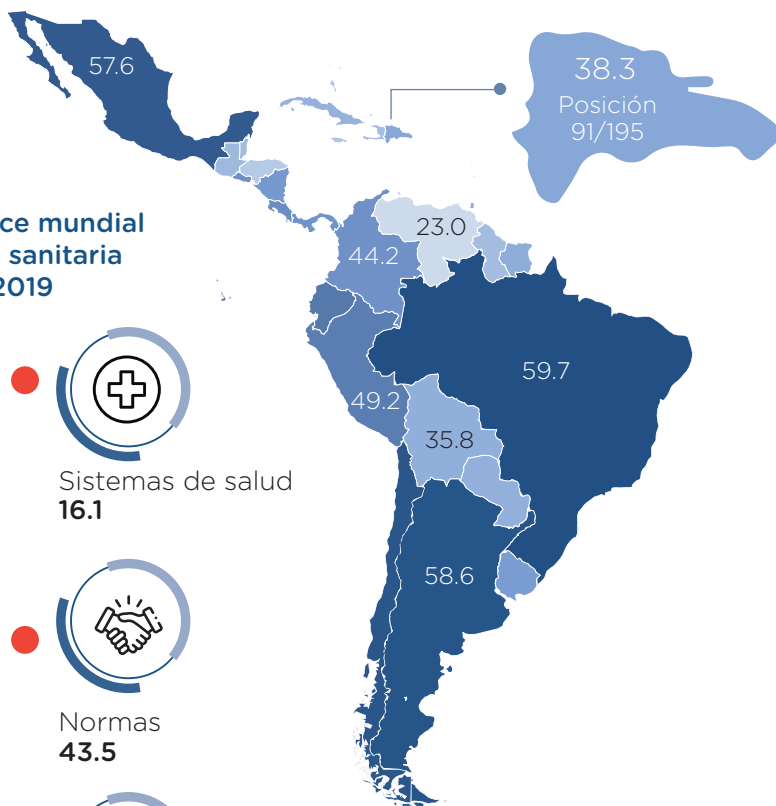 57.6
38.3
Posición
91/195
ce mundial
sanitaria
2019
23.0
44.2
59.7
49.2
35.8
Sistemas de salud
16.1
58.6
Normas
43.5